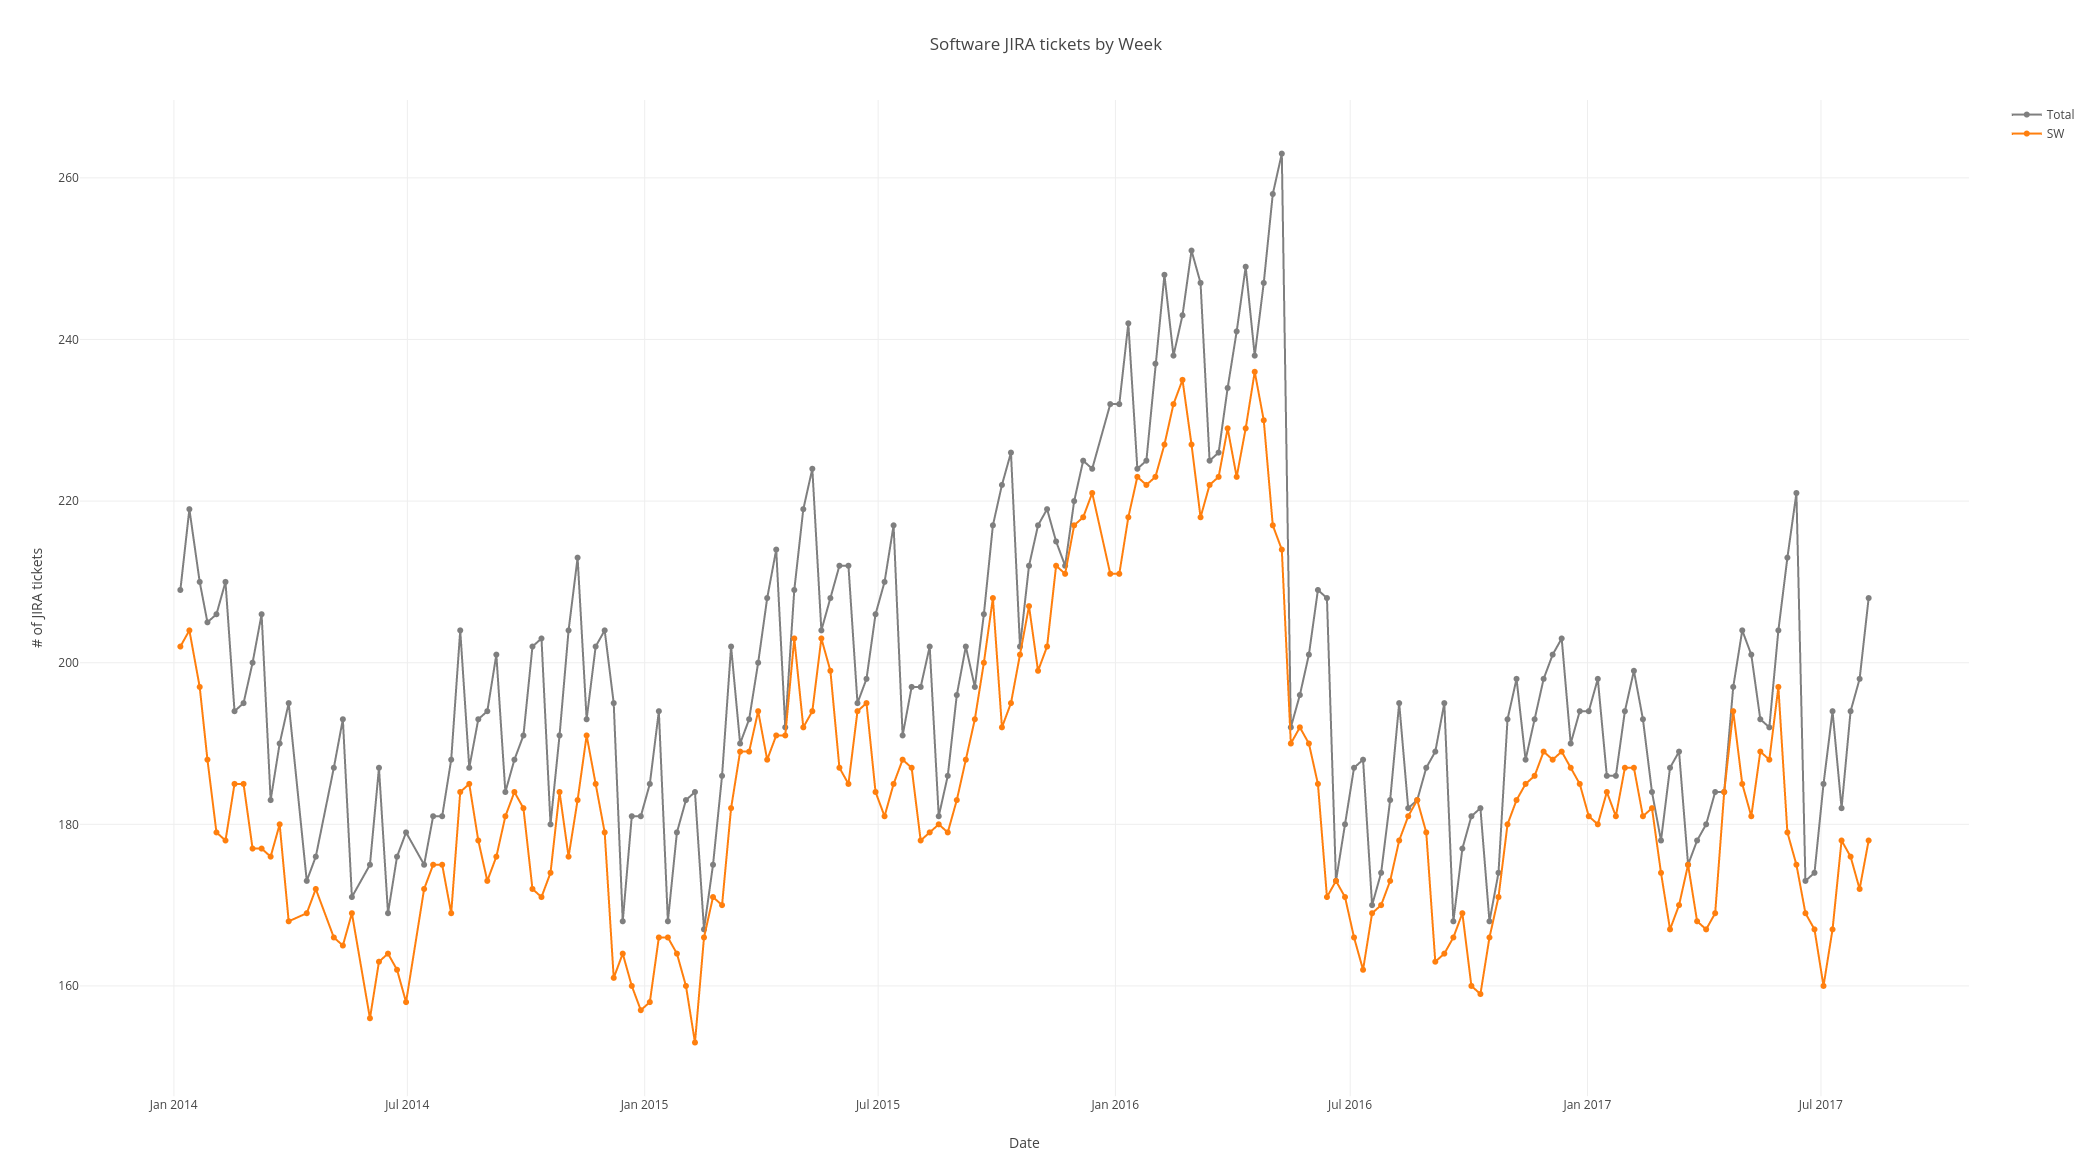 Software JIRA tickets by Week
Total
SW
# of JIRA tickets
260
240
220
200
180
160
Jan 2014
Jul 2014
Jan 2015
Jul 2015
Jan 2016
Jul 2016
Jan 2017
Jul 2017
Date